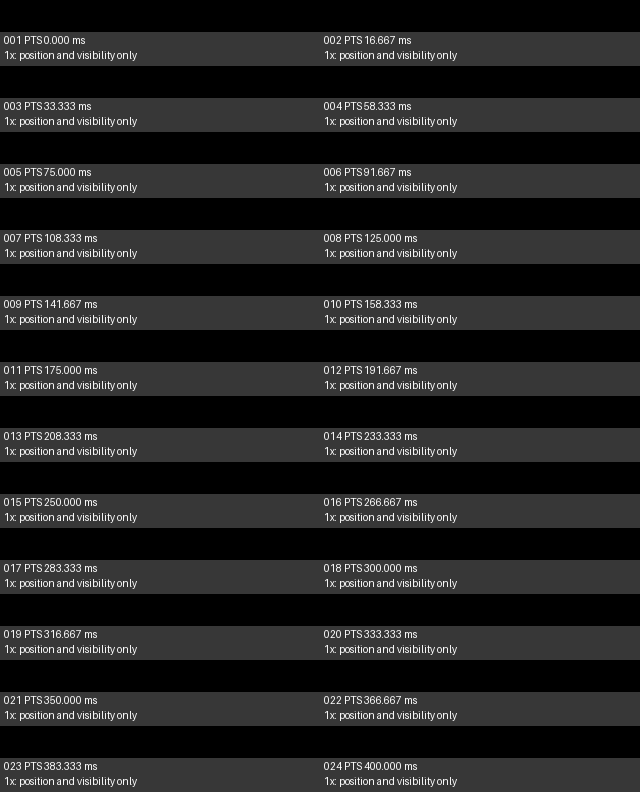 001 PTS 0.000 ms
1x: position and visibility only
002 PTS 16.667 ms
1x: position and visibility only
003 PTS 33.333 ms
1x: position and visibility only
004 PTS 58.333 ms
1x: position and visibility only
005 PTS 75.000 ms
1x: position and visibility only
006 PTS 91.667 ms
1x: position and visibility only
007 PTS 108.333 ms
1x: position and visibility only
008 PTS 125.000 ms
1x: position and visibility only
009 PTS 141.667 ms
1x: position and visibility only
010 PTS 158.333 ms
1x: position and visibility only
011 PTS 175.000 ms
1x: position and visibility only
012 PTS 191.667 ms
1x: position and visibility only
013 PTS 208.333 ms
1x: position and visibility only
014 PTS 233.333 ms
1x: position and visibility only
015 PTS 250.000 ms
1x: position and visibility only
016 PTS 266.667 ms
1x: position and visibility only
017 PTS 283.333 ms
1x: position and visibility only
018 PTS 300.000 ms
1x: position and visibility only
019 PTS 316.667 ms
1x: position and visibility only
020 PTS 333.333 ms
1x: position and visibility only
021 PTS 350.000 ms
1x: position and visibility only
022 PTS 366.667 ms
1x: position and visibility only
023 PTS 383.333 ms
1x: position and visibility only
024 PTS 400.000 ms
1x: position and visibility only